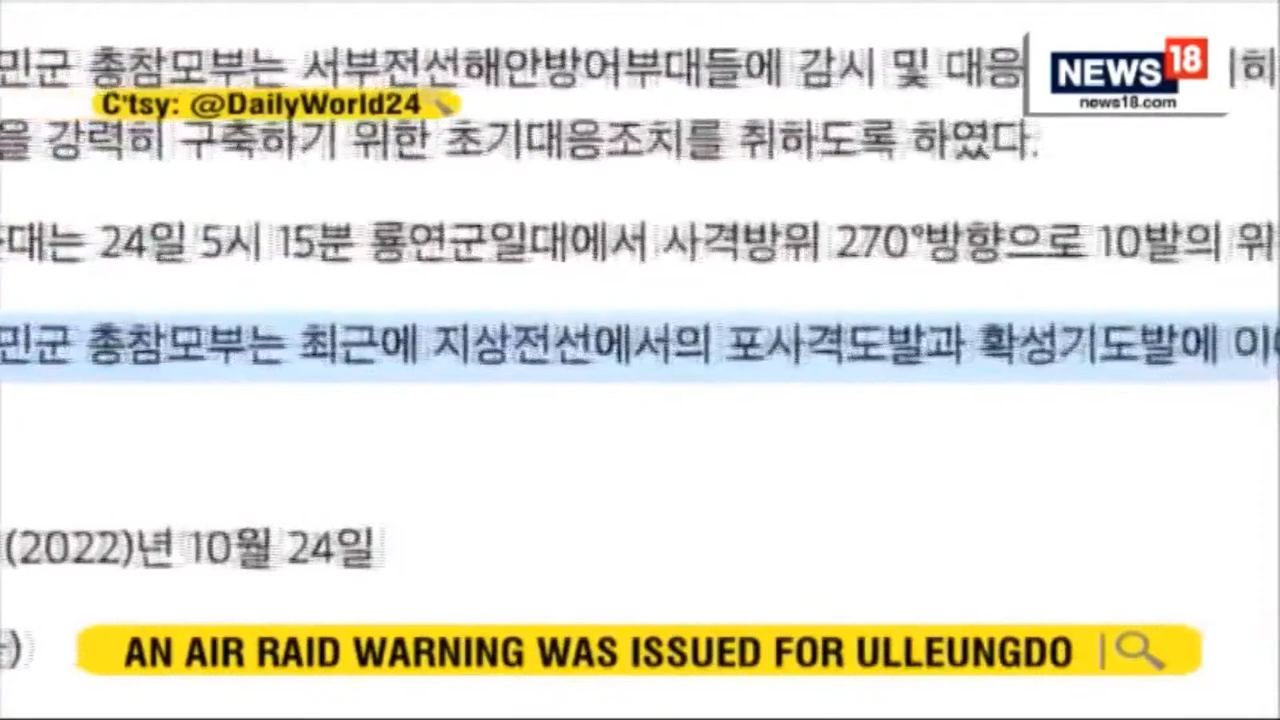 민군 총참모부는 서부전선해안방어부대들에 감시 및 대응
NEWS 18
news18.com
C'tsy: @DailyWorld24
을 강력히 구축하기 위한 초기대응조치를 취하도록 하였다.
대는 24일 5시 15분 룡연군일대에서 사격방위 270°방향으로 10발의 위
민군 총참모부는 최근에 지상전선에서의 포사격도발과 확성기도발에 이
(2022)년 10월 24일
AN AIR RAID WARNNG WAS ISSUED FOR ULLEUNGDO